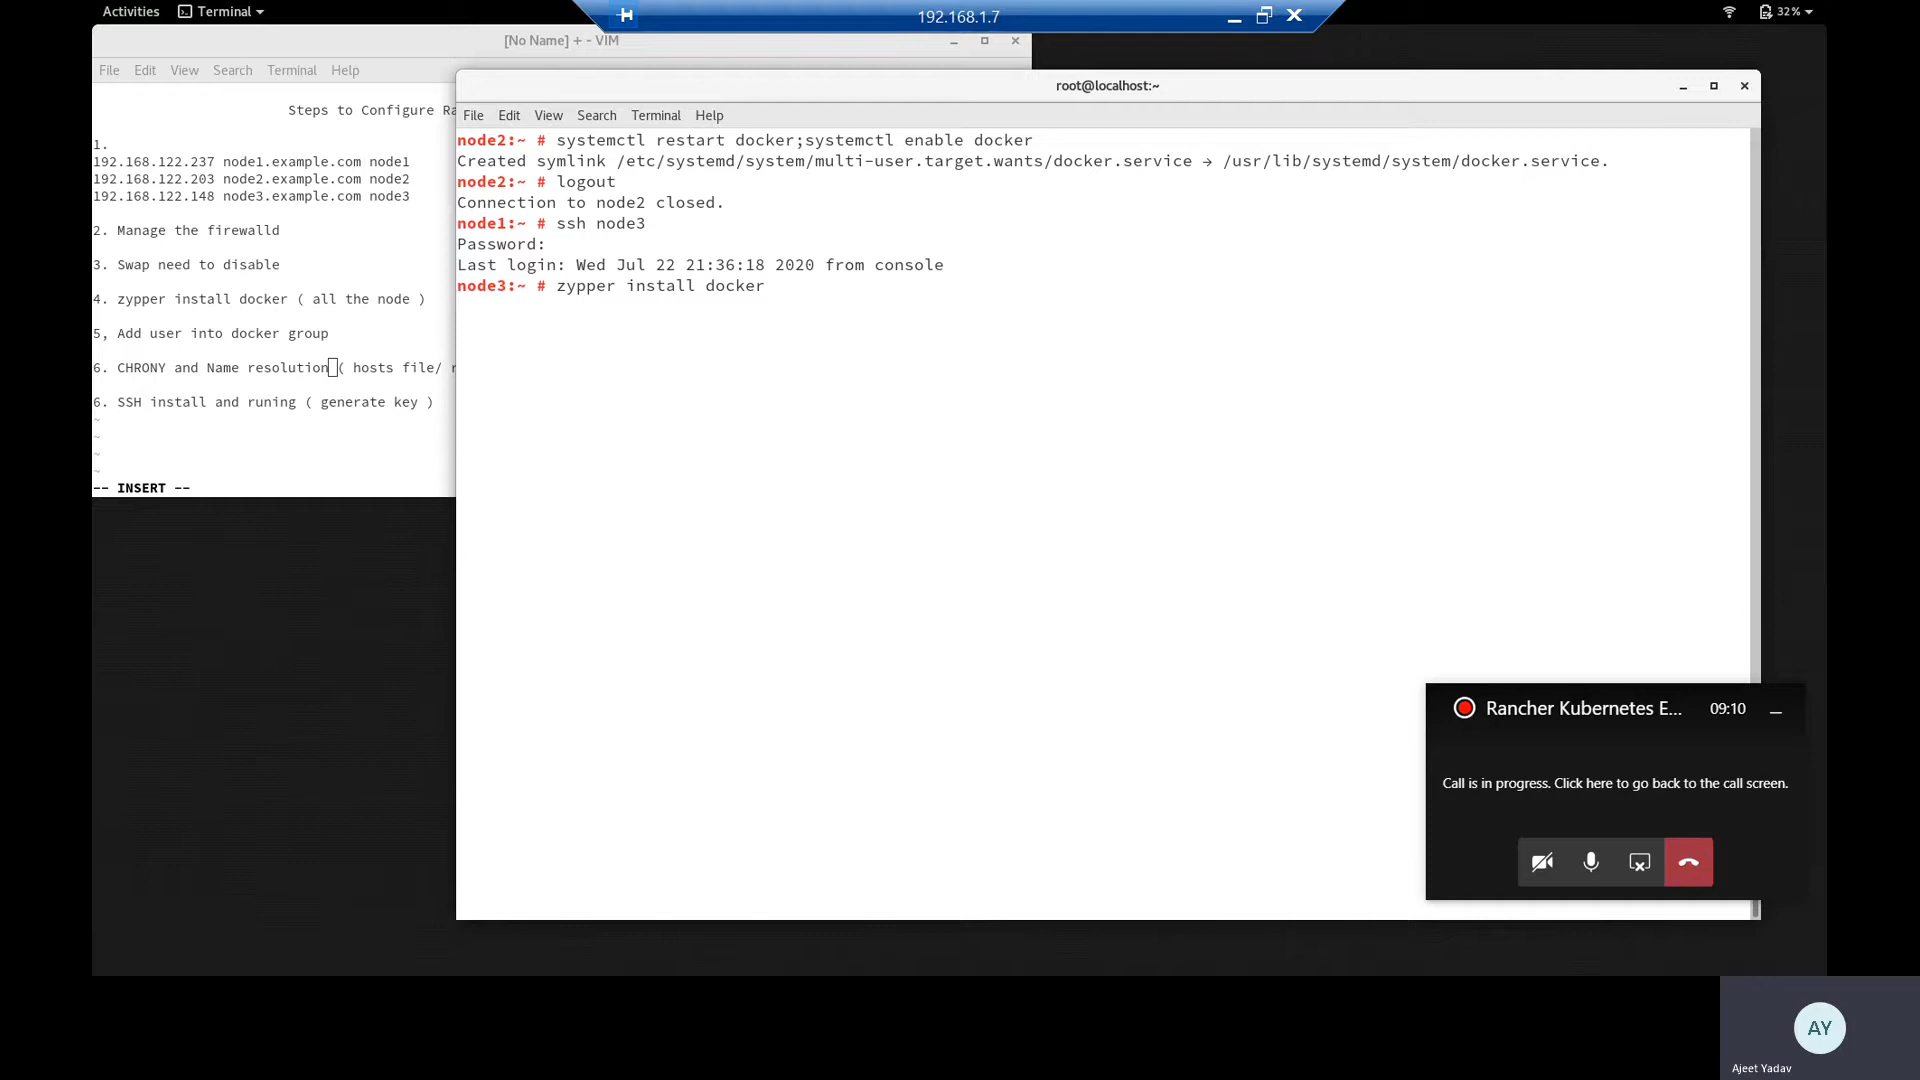 Activities
Terminal
192.168.1.7
32%
[No Name] + - VIM
File Edit View Search Terminal Help
Steps to Configure Ra
1.
192.168.122.237 node1.example.com node1
192.168.122.203 node2.example.com node2
192.168.122.148 node3.example.com node3
2. Manage the firewalld
3. Swap need to disable
4. zypper install docker ( all the node )
5, Add user into docker group
6. CHRONY and Name resolution ( hosts file/ r
6. SSH install and runing ( generate key )
~
~
~
~
-- INSERT --
root@localhost:~
File Edit View Search Terminal Help
node2:~ # systemctl restart docker;systemctl enable docker
Created symlink /etc/systemd/system/multi-user.target.wants/docker.service → /usr/lib/systemd/system/docker.service.
node2:~ # logout
Connection to node2 closed.
node1:~ # ssh node3
Password:
Last login: Wed Jul 22 21:36:18 2020 from console
node3:~ # zypper install docker
Rancher Kubernetes E... 09:10
Call is in progress. Click here to go back to the call screen.
AY
Ajeet Yadav